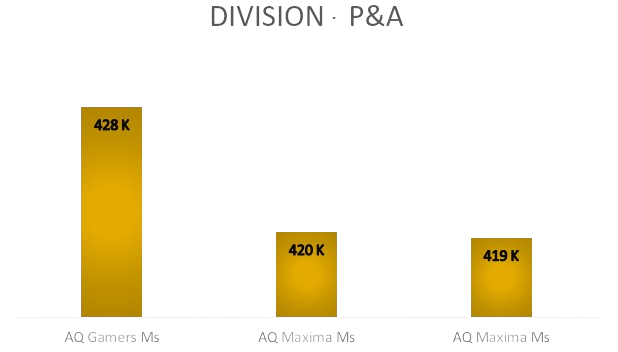 DIVISION · P&A
428 K
420 K
419 K
AQ Gamers Ms
AQ Maxima Ms
AQ Maxima Ms